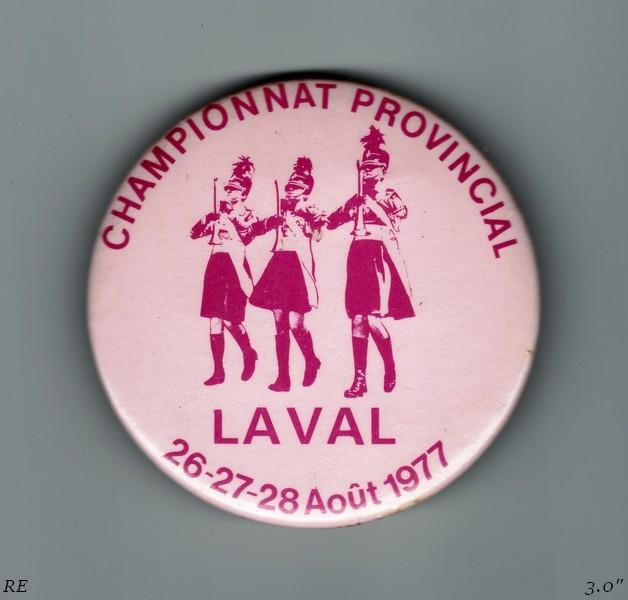 CHAMPIONNAT PROVINCIAL
LAVAL
26-27-28 Août 1977
RE
3.0"